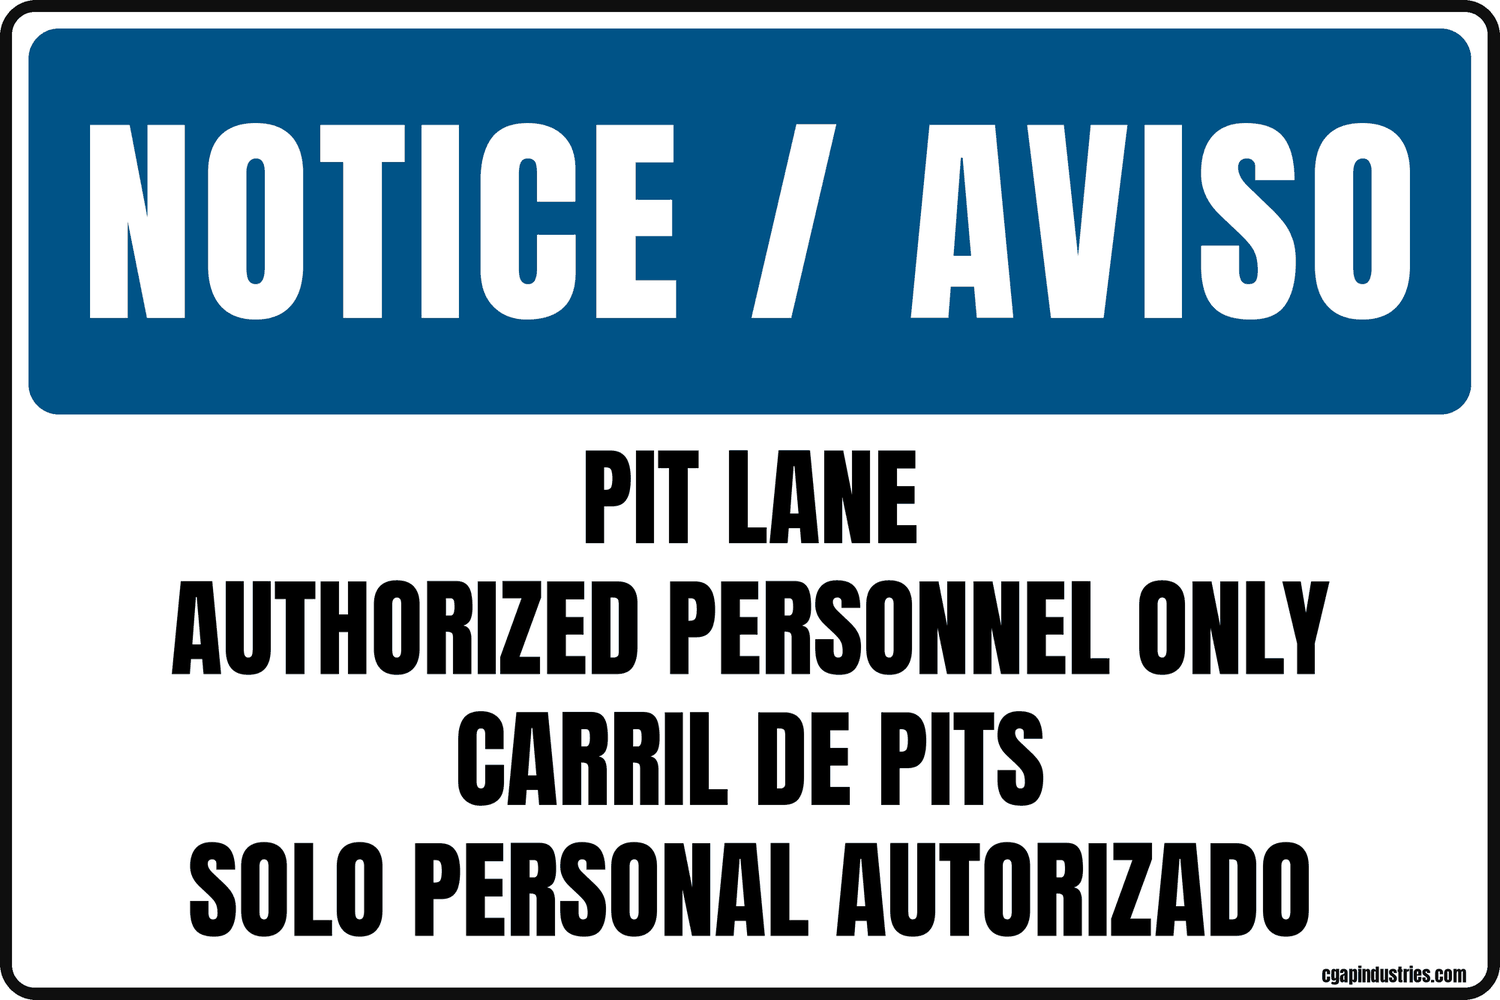 NOTICE / AVISO
PIT LANE
AUTHORIZED PERSONNEL ONLY
CARRIL DE PITS
SOLO PERSONAL AUTORIZADO
cgapindustries.com